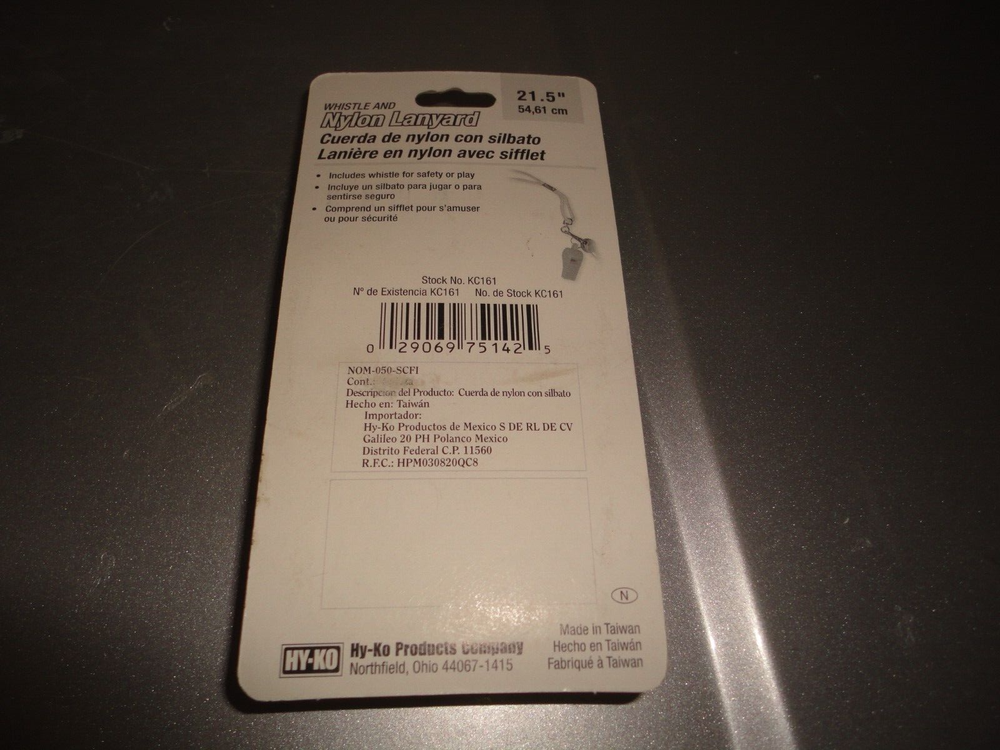 WHISTLE AND
Nylon Lanyard
21.5"
54,61 cm
Cuerda de nylon con silbato
Lanière en nylon avec sifflet
• Includes whistle for safety or play
• Incluye un silbato para jugar o para
sentirse seguro
• Comprend un sifflet pour s'amuser
ou pour sécurité
Stock No. KC161
N° de Existencia KC161 No. de Stock KC161
0 29069 75142 5
NOM-050-SCFI
Cont.:
Descripcion del Producto: Cuerda de nylon con silbato
Hecho en: Taiwán
Importador:
Hy-Ko Productos de Mexico S DE RL DE CV
Galileo 20 PH Polanco Mexico
Distrito Federal C.P. 11560
R.F.C.: HPM030820QC8
N
HY-KO
Hy-Ko Products Company
Northfield, Ohio 44067-1415
Made in Taiwan
Hecho en Taiwán
Fabriqué à Taiwan